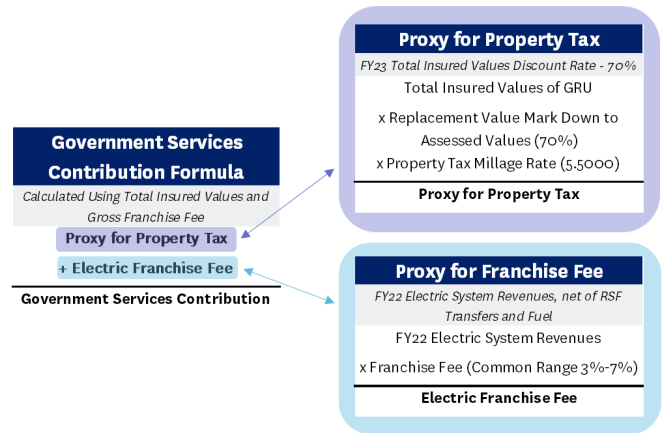 Government Services
Contribution Formula
Calculated Using Total Insured Values and
Gross Franchise Fee
Proxy for Property Tax
+ Electric Franchise Fee
Government Services Contribution
Proxy for Property Tax
FY23 Total Insured Values Discount Rate - 70%
Total Insured Values of GRU
x Replacement Value Mark Down to
Assessed Values (70%)
x Property Tax Millage Rate (5.5000)
Proxy for Property Tax
Proxy for Franchise Fee
FY22 Electric System Revenues, net of RSF
Transfers and Fuel
FY22 Electric System Revenues
x Franchise Fee (Common Range 3%-7%)
Electric Franchise Fee